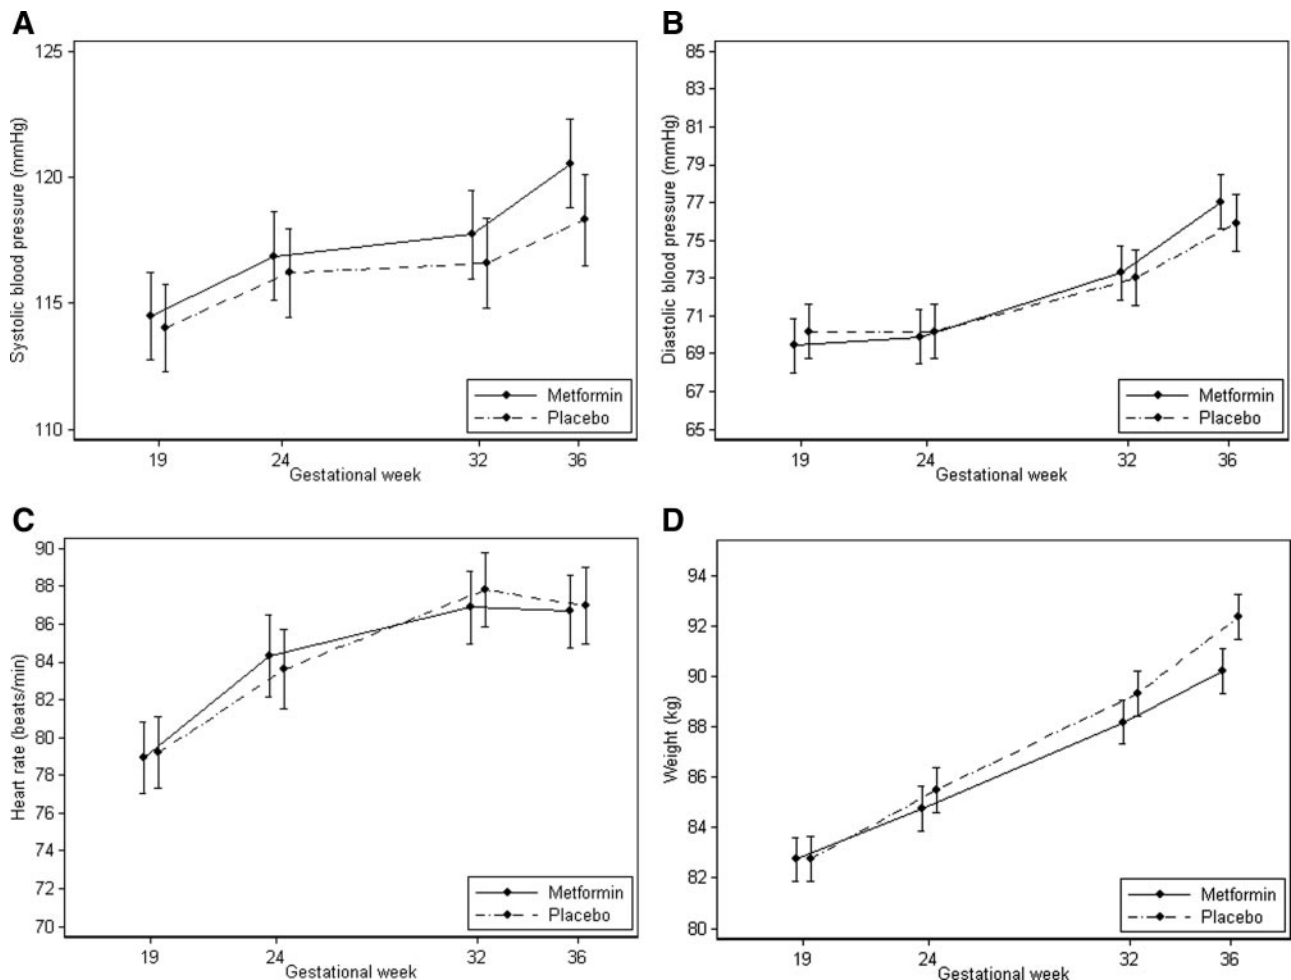 A
Systolic blood pressure (mmHg)
125
120
115
110
19 24 32 36
Gestational week
Metformin
Placebo
B
Diastolic blood pressure (mmHg)
85
83
81
79
77
75
73
71
69
67
65
19 24 32 36
Gestational week
Metformin
Placebo
C
Heart rate (beats/min)
90
88
86
84
82
80
78
76
74
72
70
19 24 32 36
Gestational week
Metformin
Placebo
D
Weight (kg)
94
92
90
88
86
84
82
80
19 24 32 36
Gestational week
Metformin
Placebo